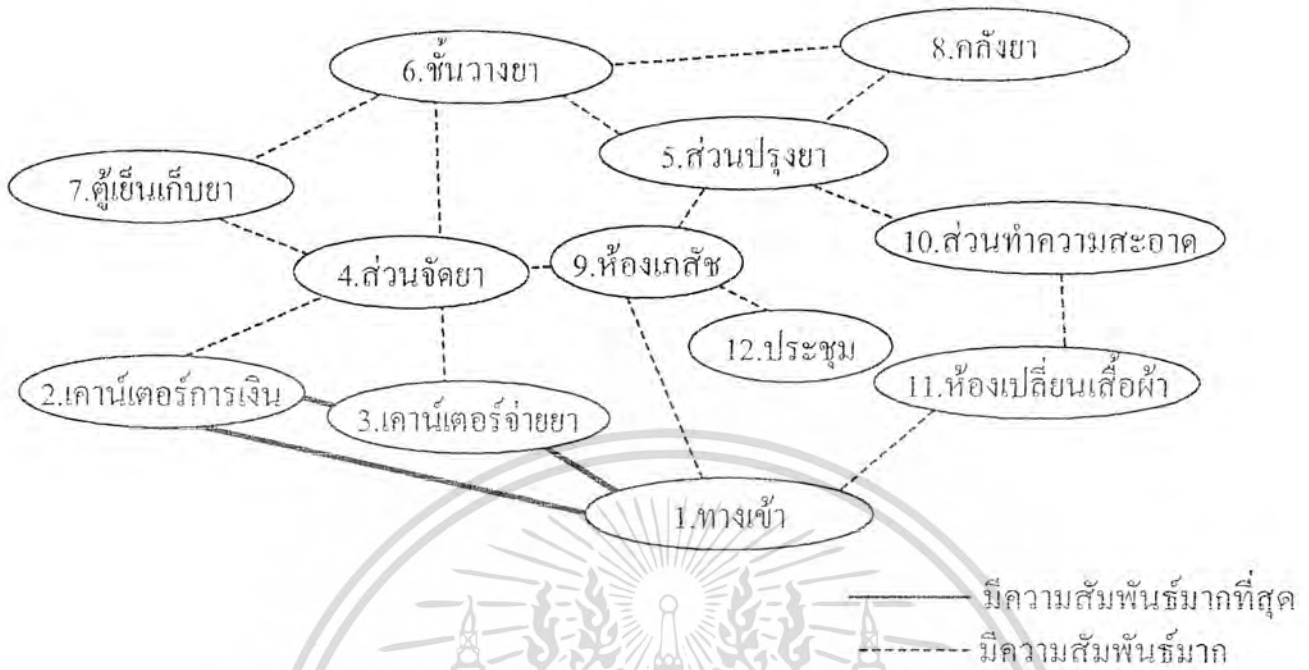 8.คลังยา
6.ชั้นวางยา
5.ส่วนปรุงยา
7.ตู้เย็นเก็บยา
10.ส่วนทำความสะอาด
9.ห้องเภสัช
4.ส่วนจัดยา
12.ประชุม
11.ห้องเปลี่ยนเสื้อผ้า
2.เคาน์เตอร์การเงิน
3.เคาน์เตอร์จ่ายยา
1.ทางเข้า
มีความสัมพันธ์มากที่สุด
มีความสัมพันธ์มาก